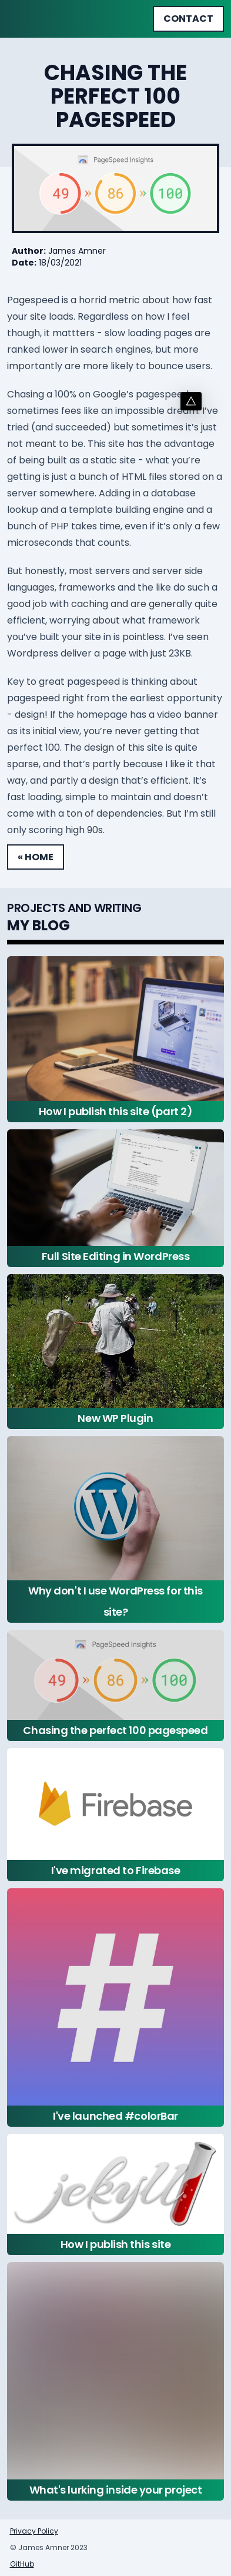 CONTACT
CHASING THE
PERFECT 100
PAGESPEED
PageSpeed Insights
49 » 86 » 100
Author: James Amner
Date: 18/03/2021
Pagespeed is a horrid metric about how fast
your site loads. Regardless on how I feel
though, it mattters - slow loading pages are
ranked lower in search engines, but more
importantly are more likely to make users bounce.
Chasing a 100% on Google's pagespeed
sometimes feels like an impossible dream. I've
tried (and succeeded) but sometimes it's just
not meant to be. This site has the advantage
of being built as a static site - what you're
getting is just a bunch of HTML files stored on a
server somewhere. Adding in a database
lookup and a template building engine and a
bunch of PHP takes time, even if it's only a few
microseconds that counts.
But honestly, most servers and server side
languages, frameworks and the like do such a
good job with caching and are generally quite
efficient, worrying about what framework
you've built your site in is pointless. I've seen
Wordpress deliver a page with just 23KB.
Key to great pagespeed is thinking about
pagespeed right from the earliest opportunity
- design! If the homepage has a video banner
as its initial view, you're never getting that
perfect 100. The design of this site is quite
sparse, and that's partly because I like it that
way, and partly a design that's efficient. It's
fast loading, simple to maintain and doesn't
come with a ton of dependencies. But I'm still
only scoring high 90s.
« HOME
PROJECTS AND WRITING
MY BLOG
How I publish this site (part 2)
Full Site Editing in WordPress
New WP Plugin
Why don't I use WordPress for this
site?
PageSpeed Insights
49 » 86 » 100
Chasing the perfect 100 pagespeed
Firebase
I've migrated to Firebase
#
I've launched #colorBar
jekyll
How I publish this site
What's lurking inside your project
Privacy Policy
© James Amner 2023
GitHub